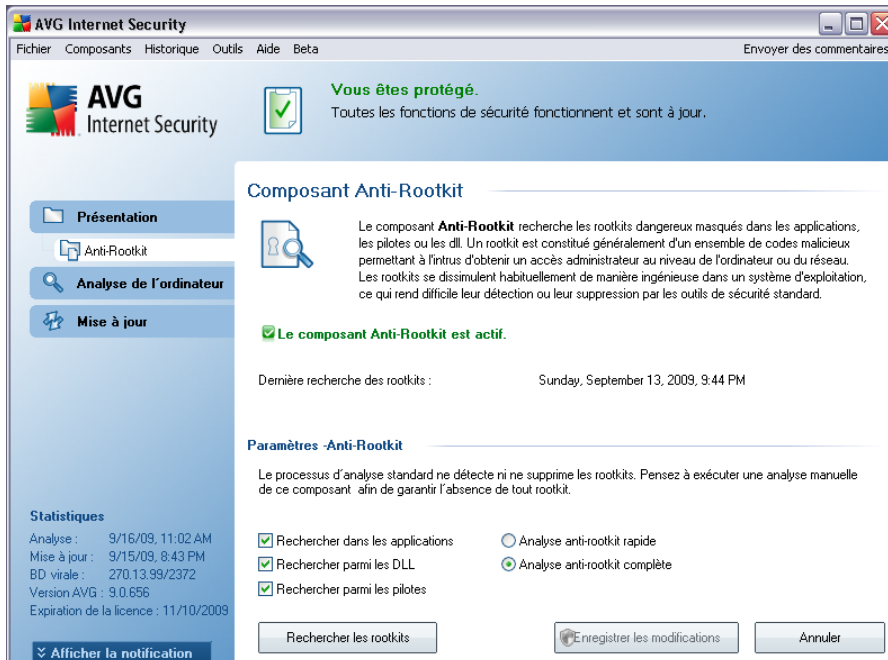 AVG Internet Security
Fichier Composants Historique Outils Aide Beta
Envoyer des commentaires
AVG
Internet Security
Vous êtes protégé.
Toutes les fonctions de sécurité fonctionnent et sont à jour.
Présentation
Anti-Rootkit
Analyse de l'ordinateur
Mise à jour
Composant Anti-Rootkit
Le composant Anti-Rootkit recherche les rootkits dangereux masqués dans les applications,
les pilotes ou les dll. Un rootkit est constitué généralement d'un ensemble de codes malicieux
permettant à l'intrus d'obtenir un accès administrateur au niveau de l'ordinateur ou du réseau.
Les rootkits se dissimulent habituellement de manière ingénieuse dans un système d'exploitation,
ce qui rend difficile leur détection ou leur suppression par les outils de sécurité standard.
Le composant Anti-Rootkit est actif.
Dernière recherche des rootkits : Sunday, September 13, 2009, 9:44 PM
Paramètres -Anti-Rootkit
Le processus d'analyse standard ne détecte ni ne supprime les rootkits. Pensez à exécuter une analyse manuelle
de ce composant afin de garantir l'absence de tout rootkit.
Rechercher dans les applications
Analyse anti-rootkit rapide
Rechercher parmi les DLL
Analyse anti-rootkit complète
Rechercher parmi les pilotes
Rechercher les rootkits
Enregistrer les modifications
Annuler
Statistiques
Analyse : 9/16/09, 11:02 AM
Mise à jour : 9/15/09, 8:43 PM
BD virale : 270.13.99/2372
Version AVG : 9.0.656
Expiration de la licence : 11/10/2009
Afficher la notification